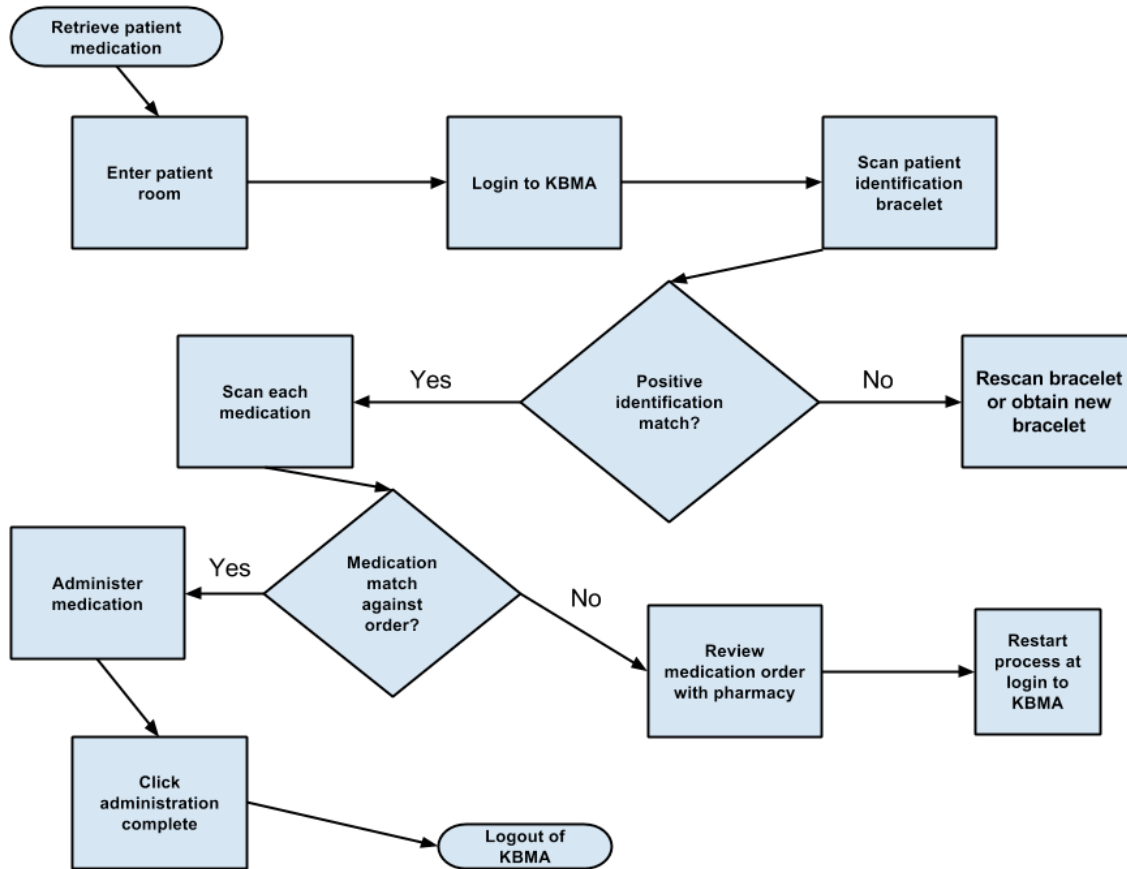 Retrieve patient
medication
Enter patient
room
Login to KBMA
Scan patient
identification
bracelet
Positive
identification
match?
Yes
No
Scan each
medication
Rescan bracelet
or obtain new
bracelet
Medication
match
against
order?
Yes
No
Administer
medication
Review
medication order
with pharmacy
Restart
process at
login to
KBMA
Click
administration
complete
Logout of
KBMA